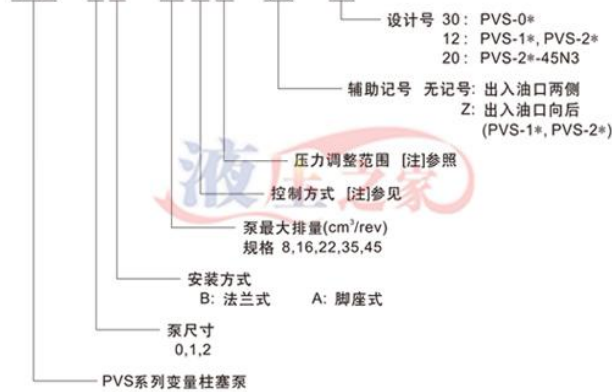 设计号 30： PVS-0*
12： PVS-1*, PVS-2*
20： PVS-2*-45N3
辅助记号 无记号: 出入油口两侧
Z: 出入油口向后
(PVS-1*, PVS-2*)
压力调整范围 [注]参照
控制方式 [注]参见
泵最大排量(cm³/rev)
规格 8,16,22,35,45
安装方式
B: 法兰式 A: 脚座式
泵尺寸
0,1,2
PVS系列变量柱塞泵
液压之家